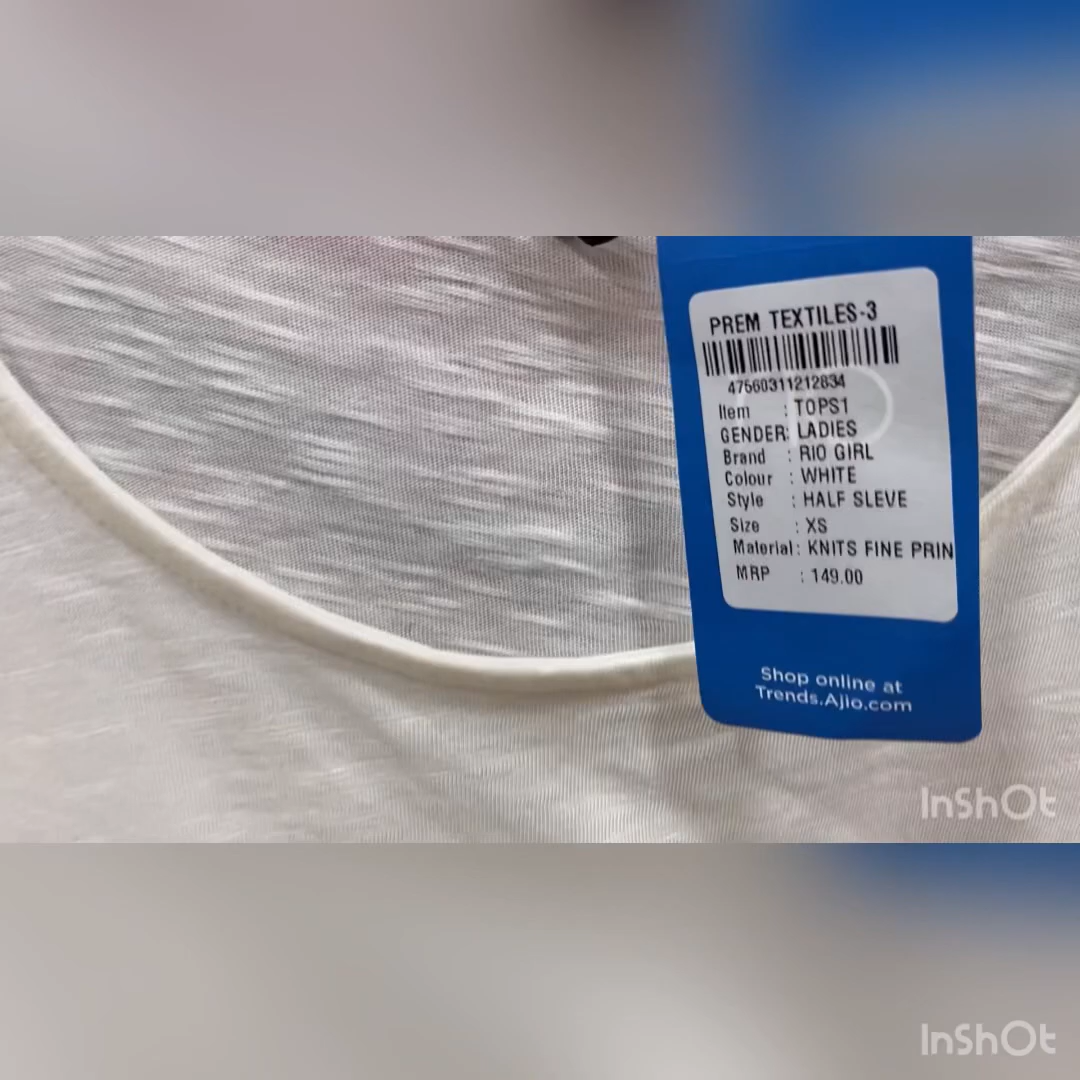 PREM TEXTILES-3
47560311212834
Item : TOPS1
GENDER: LADIES
Brand : RIO GIRL
Colour : WHITE
Style : HALF SLEVE
Size : XS
Material : KNITS FINE PRIN
MRP : 149.00
Shop online at
Trends.Ajio.com
InShOt
InShOt